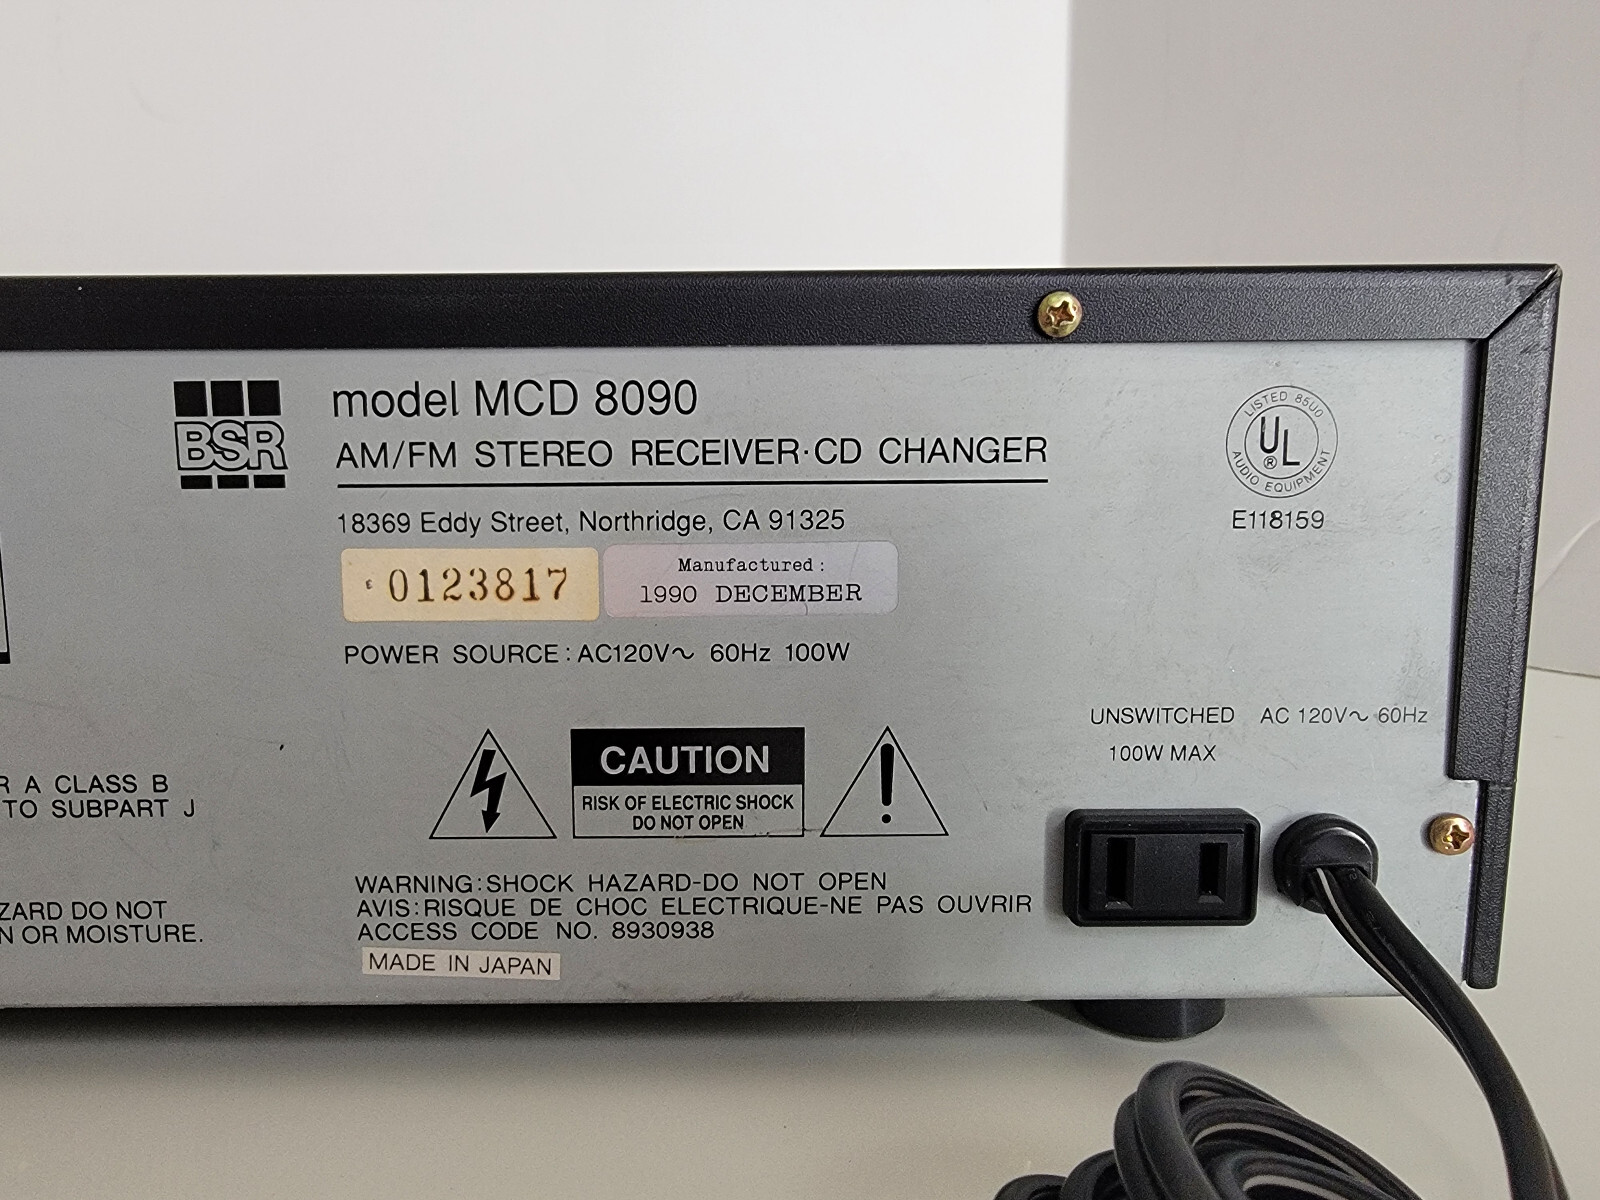 BSR
model MCD 8090
AM/FM STEREO RECEIVER·CD CHANGER
18369 Eddy Street, Northridge, CA 91325
0123817
Manufactured:
1990 DECEMBER
POWER SOURCE: AC120V~ 60Hz 100W
LISTED 85U0
UL
®
AUDIO EQUIPMENT
E118159
UNSWITCHED AC 120V~ 60Hz
100W MAX
R A CLASS B
TO SUBPART J
CAUTION
RISK OF ELECTRIC SHOCK
DO NOT OPEN
ZARD DO NOT
N OR MOISTURE.
WARNING:SHOCK HAZARD-DO NOT OPEN
AVIS:RISQUE DE CHOC ELECTRIQUE-NE PAS OUVRIR
ACCESS CODE NO. 8930938
MADE IN JAPAN